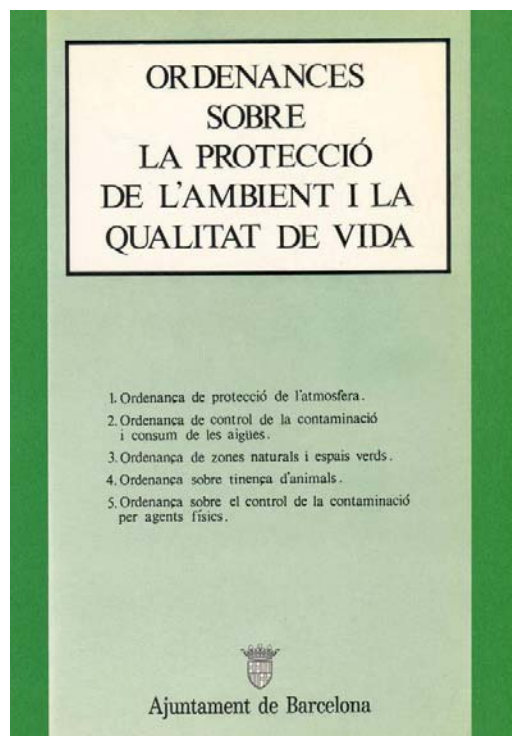 ORDENANCES
SOBRE
LA PROTECCIÓ
DE L'AMBIENT I LA
QUALITAT DE VIDA
1. Ordenança de protecció de l'atmosfera.
2. Ordenança de control de la contaminació
i consum de les aigües.
3. Ordenança de zones naturals i espais verds.
4. Ordenança sobre tinença d'animals.
5. Ordenança sobre el control de la contaminació
per agents físics.
Ajuntament de Barcelona